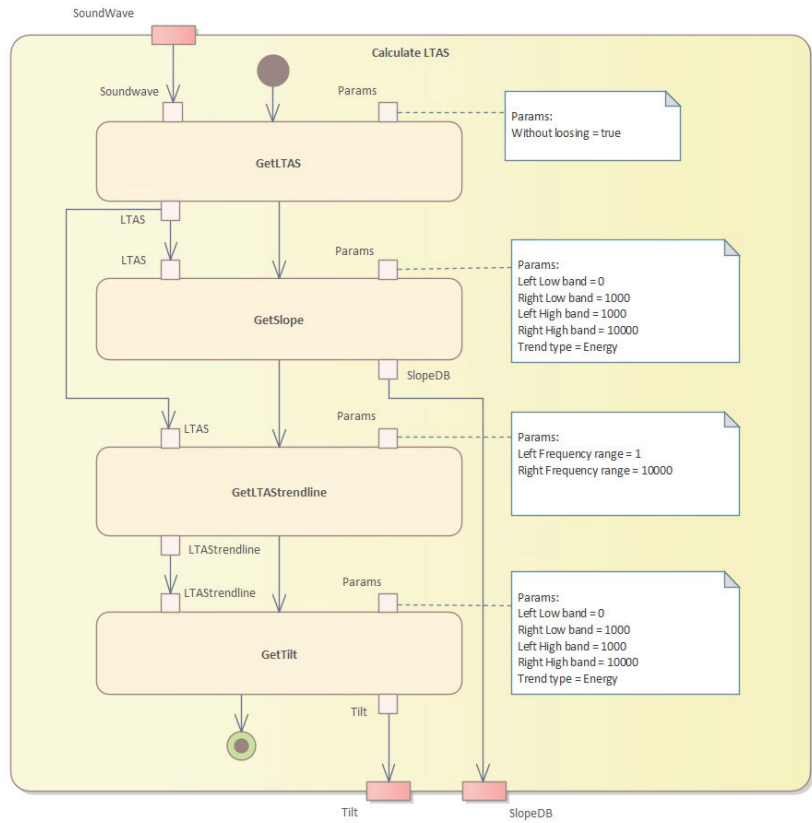 SoundWave
Calculate LTAS
Soundwave
Params
Params:
Without loosing = true
GetLTAS
LTAS
LTAS
Params
Params:
Left Low band = 0
Right Low band = 1000
Left High band = 1000
Right High band = 10000
Trend type = Energy
GetSlope
SlopeDB
Params
LTAS
Params:
Left Frequency range = 1
Right Frequency range = 10000
GetLTAStrendline
LTAStrendline
LTAStrendline
Params
Params:
Left Low band = 0
Right Low band = 1000
Left High band = 1000
Right High band = 10000
Trend type = Energy
GetTilt
Tilt
Tilt
SlopeDB